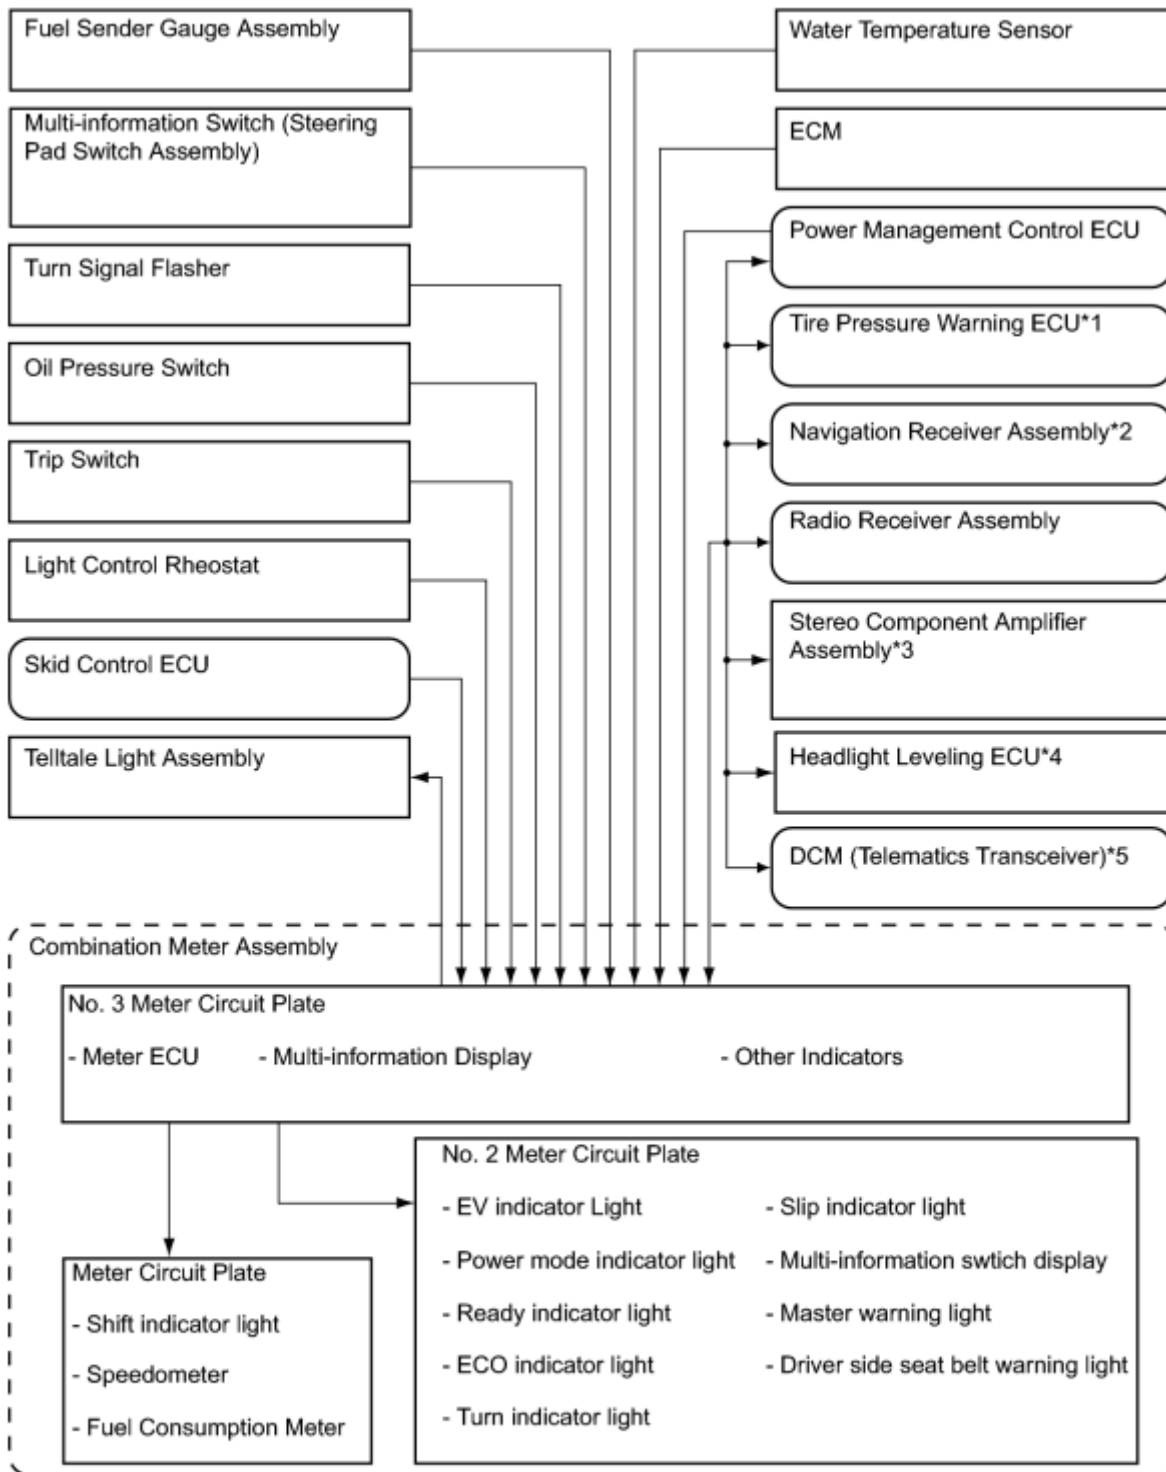 Fuel Sender Gauge Assembly
Multi-information Switch (Steering
Pad Switch Assembly)
Turn Signal Flasher
Oil Pressure Switch
Trip Switch
Light Control Rheostat
Skid Control ECU
Telltale Light Assembly
Water Temperature Sensor
ECM
Power Management Control ECU
Tire Pressure Warning ECU*1
Navigation Receiver Assembly*2
Radio Receiver Assembly
Stereo Component Amplifier
Assembly*3
Headlight Leveling ECU*4
DCM (Telematics Transceiver)*5
Combination Meter Assembly
No. 3 Meter Circuit Plate
- Meter ECU - Multi-information Display - Other Indicators
Meter Circuit Plate
- Shift indicator light
- Speedometer
- Fuel Consumption Meter
No. 2 Meter Circuit Plate
- EV indicator Light
- Power mode indicator light
- Ready indicator light
- ECO indicator light
- Turn indicator light
- Slip indicator light
- Multi-information swtich display
- Master warning light
- Driver side seat belt warning light